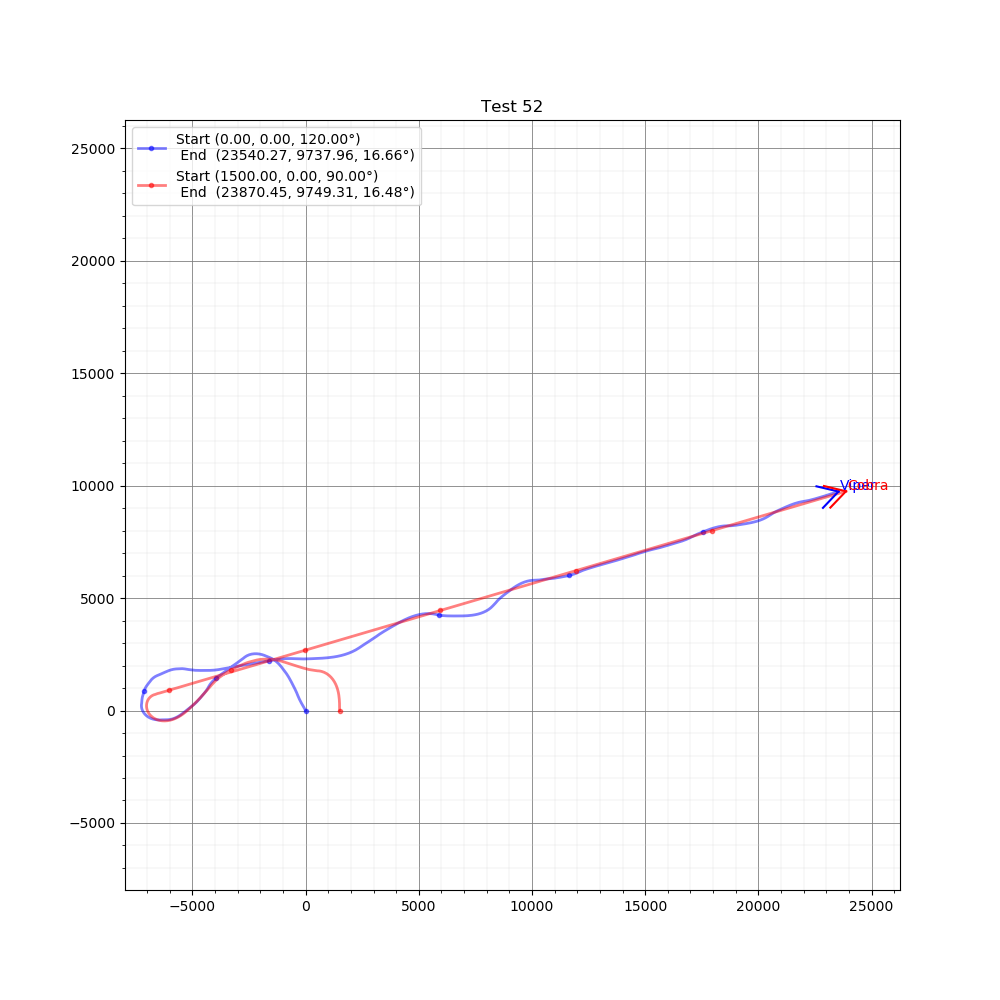 Test 52
Start (0.00, 0.00, 120.00°)
End (23540.27, 9737.96, 16.66°)
Start (1500.00, 0.00, 90.00°)
End (23870.45, 9749.31, 16.48°)
25000
20000
15000
10000
5000
0
−5000
Viper
Cobra
−5000 0 5000 10000 15000 20000 25000